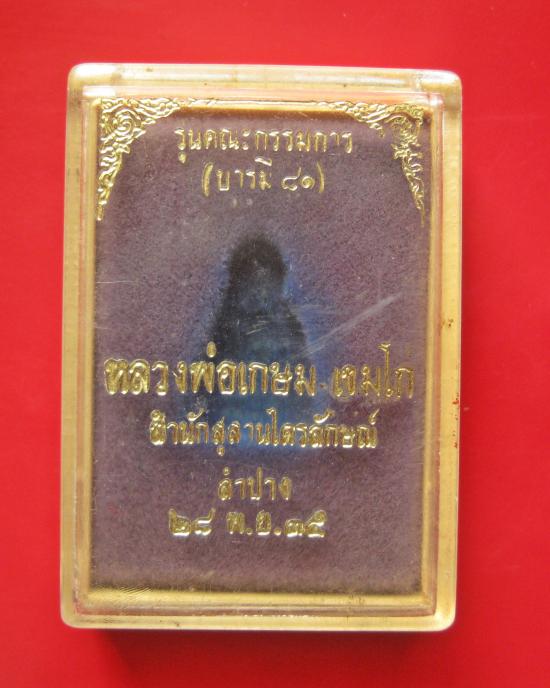 รุ่นคณะกรรมการ
(บารมี ๘๑)
หลวงพ่อเกษม เขมโก
สำนักสุสานไตรลักษณ์
ลำปาง
๒๘ พ.ย.๓๕